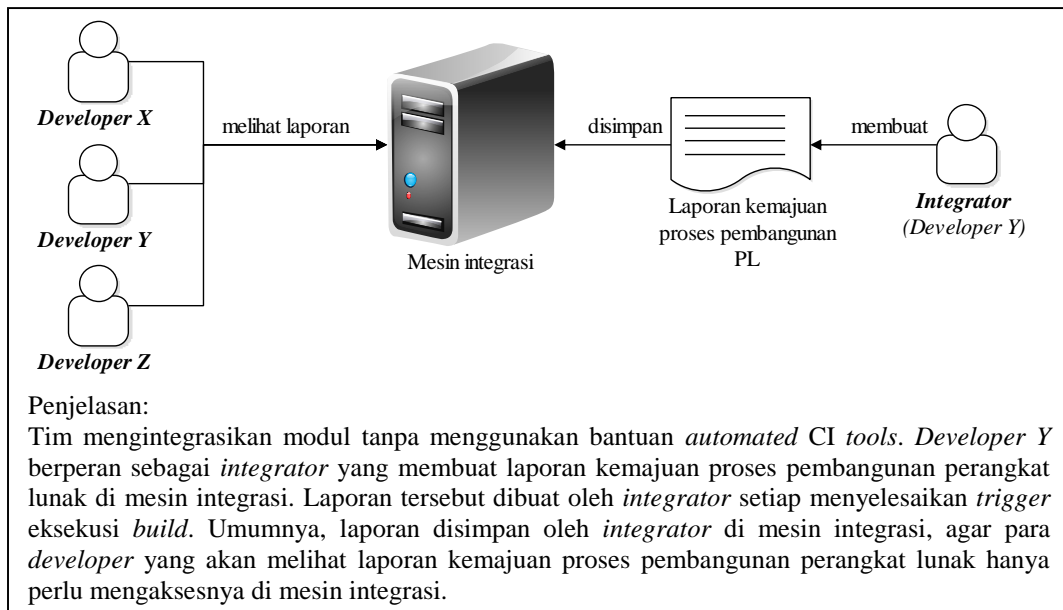 Developer X
melihat laporan
disimpan
membuat
Developer Y
Integrator
(Developer Y)
Laporan kemajuan
proses pembangunan
PL
Mesin integrasi
Developer Z
Penjelasan:
Tim mengintegrasikan modul tanpa menggunakan bantuan automated CI tools. Developer Y
berperan sebagai integrator yang membuat laporan kemajuan proses pembangunan perangkat
lunak di mesin integrasi. Laporan tersebut dibuat oleh integrator setiap menyelesaikan trigger
eksekusi build. Umumnya, laporan disimpan oleh integrator di mesin integrasi, agar para
developer yang akan melihat laporan kemajuan proses pembangunan perangkat lunak hanya
perlu mengaksesnya di mesin integrasi.